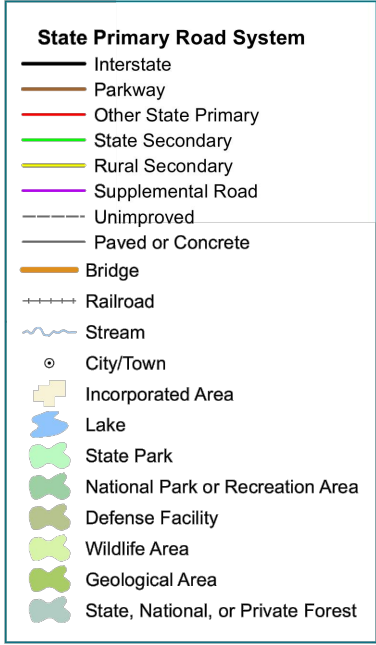 State Primary Road System
Interstate
Parkway
Other State Primary
State Secondary
Rural Secondary
Supplemental Road
Unimproved
Paved or Concrete
Bridge
Railroad
Stream
City/Town
Incorporated Area
Lake
State Park
National Park or Recreation Area
Defense Facility
Wildlife Area
Geological Area
State, National, or Private Forest